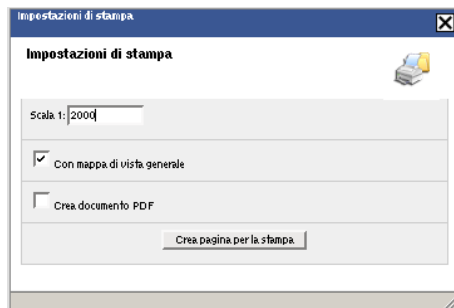 Impostazioni di stampa
Impostazioni di stampa
Scala 1: 2000
Con mappa di vista generale
Crea documento PDF
Crea pagina per la stampa